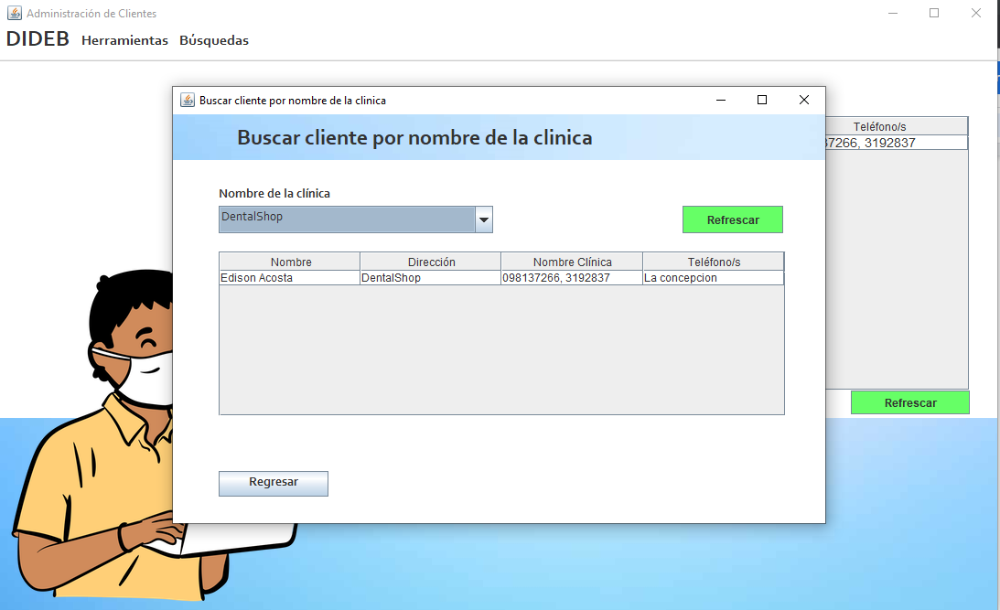 Administración de Clientes
DIDEB Herramientas Búsquedas
Buscar cliente por nombre de la clinica
Buscar cliente por nombre de la clinica
Teléfono/s
37266, 3192837
Nombre de la clínica
DentalShop
Refrescar
Nombre Dirección Nombre Clínica Teléfono/s
Edison Acosta DentalShop 098137266, 3192837 La concepcion
Refrescar
Regresar